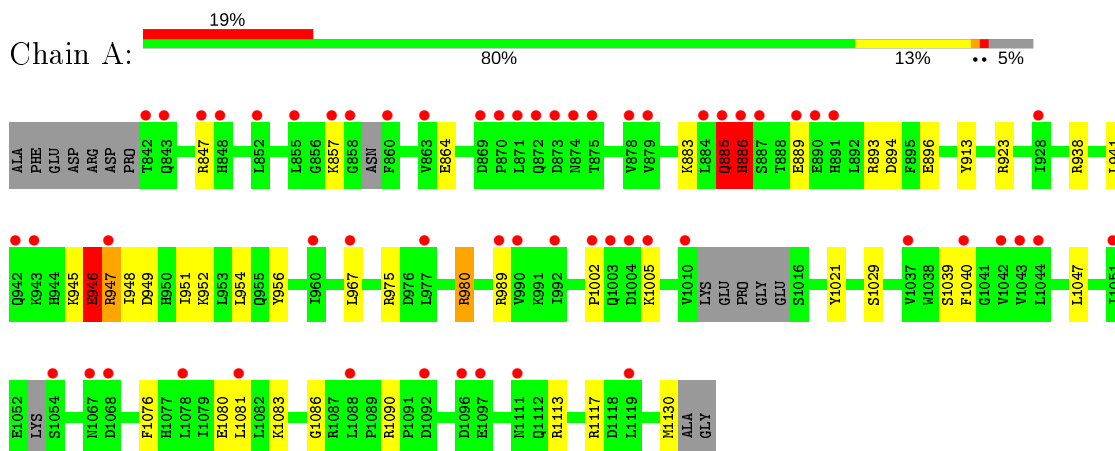 19%
Chain A:
80% 13% •• 5%
ALA PHE GLU ASP ARG ASP PRO T842 Q843 R847 H848 L852 L855 G856 K857 G858 ASN F860 V863 E864 D869 P870 L871 Q872 D873 N874 T875 V878 V879 K883 L884 Q885 H886 S887 T888 E889 E890 H891 L892 R893 D894 F895 E896 Y913 R923 I928 R938 L941
Q942 K943 H944 K945 E946 R947 I948 D949 H950 I951 K952 L953 L954 Q955 Y956 I960 L967 R975 D976 L977 R980 R989 V990 K991 I992 P1002 Q1003 D1004 K1005 V1010 LYS GLU PRO GLY GLU S1016 Y1021 S1029 V1037 W1038 S1039 F1040 G1041 V1042 V1043 L1044 L1047 I1051
E1052 LYS S1054 N1067 D1068 F1076 H1077 L1078 I1079 E1080 L1081 L1082 K1083 G1086 R1087 L1088 P1089 R1090 P1091 D1092 D1096 E1097 N1111 Q1112 R1113 R1117 D1118 L1119 M1130 ALA GLY